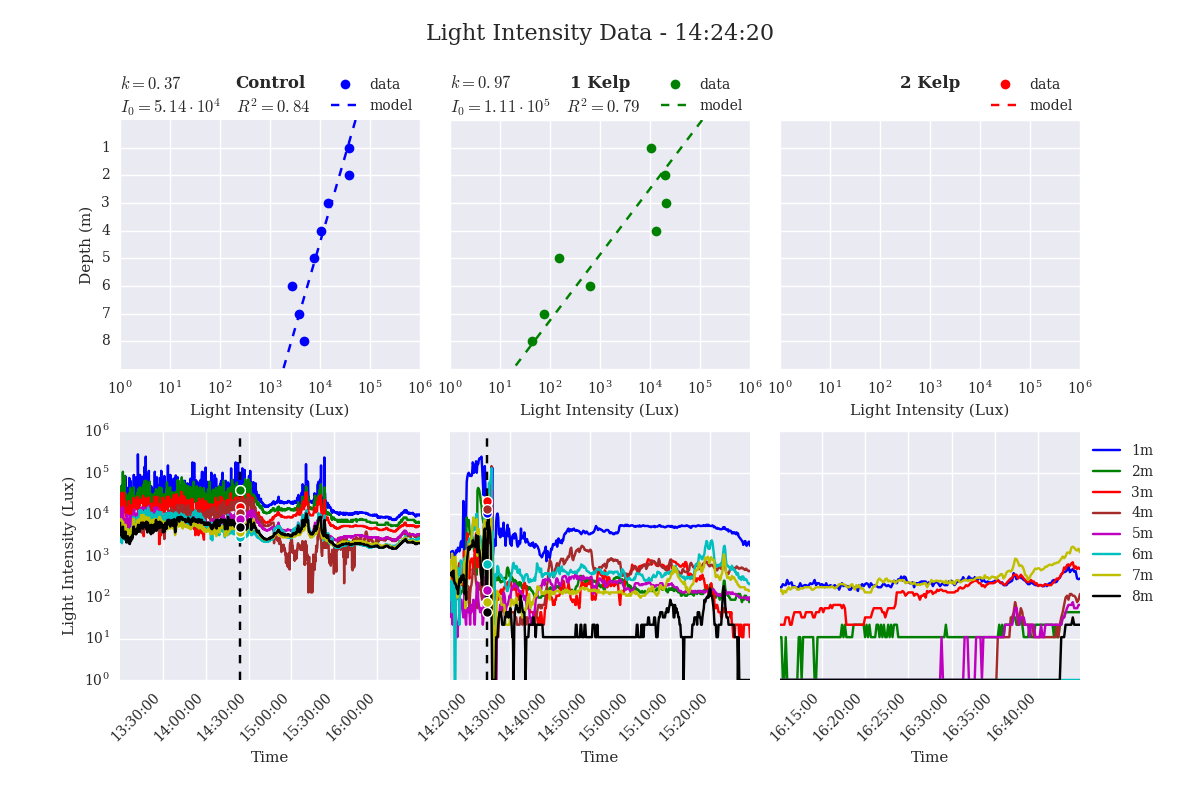 Light Intensity Data - 14:24:20
k = 0.37 Control data
I₀ = 5.14 · 10⁴ R² = 0.84 model
k = 0.97 1 Kelp data
I₀ = 1.11 · 10⁵ R² = 0.79 model
2 Kelp data
model
Depth (m)
1
2
3
4
5
6
7
8
10⁰ 10¹ 10² 10³ 10⁴ 10⁵ 10⁶
Light Intensity (Lux)
10⁰ 10¹ 10² 10³ 10⁴ 10⁵ 10⁶
Light Intensity (Lux)
10⁰ 10¹ 10² 10³ 10⁴ 10⁵ 10⁶
Light Intensity (Lux)
Light Intensity (Lux)
10⁶
10⁵
10⁴
10³
10²
10¹
10⁰
13:30:00 14:00:00 14:30:00 15:00:00 15:30:00 16:00:00
Time
14:20:00 14:30:00 14:40:00 14:50:00 15:00:00 15:10:00 15:20:00
Time
16:15:00 16:20:00 16:25:00 16:30:00 16:35:00 16:40:00
Time
1m
2m
3m
4m
5m
6m
7m
8m